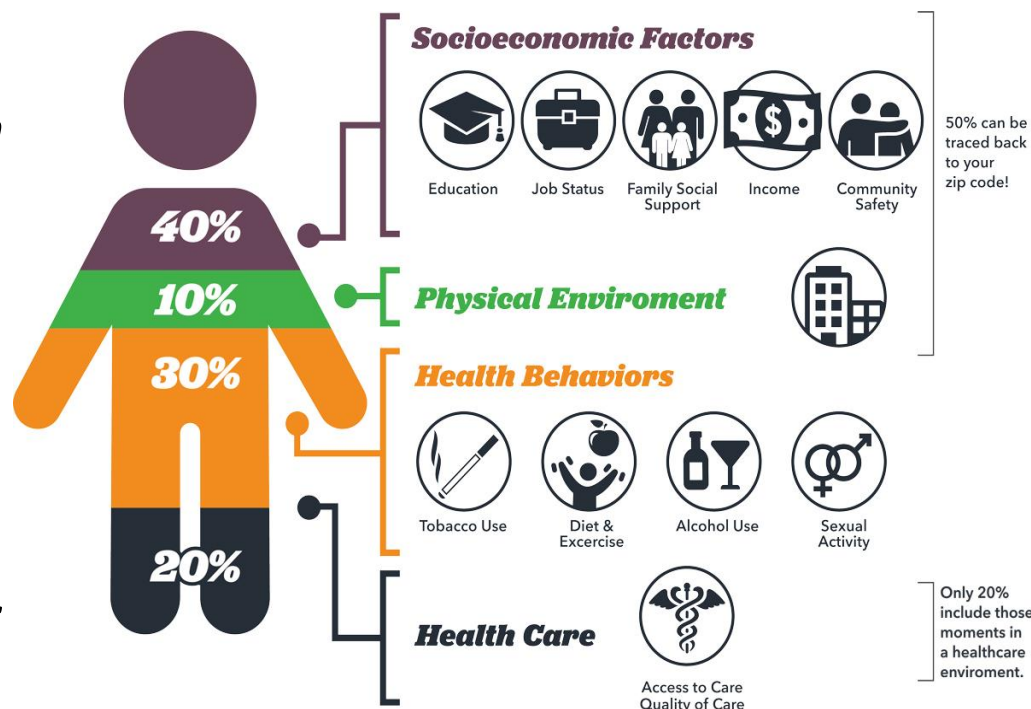 Socioeconomic Factors
Education
Job Status
Family Social
Support
Income
Community
Safety
50% can be
traced back
to your
zip code!
40%
10%
Physical Enviroment
30%
Health Behaviors
Tobacco Use
Diet &
Excercise
Alcohol Use
Sexual
Activity
20%
Health Care
Access to Care
Quality of Care
Only 20%
include those
moments in
a healthcare
enviroment.
$